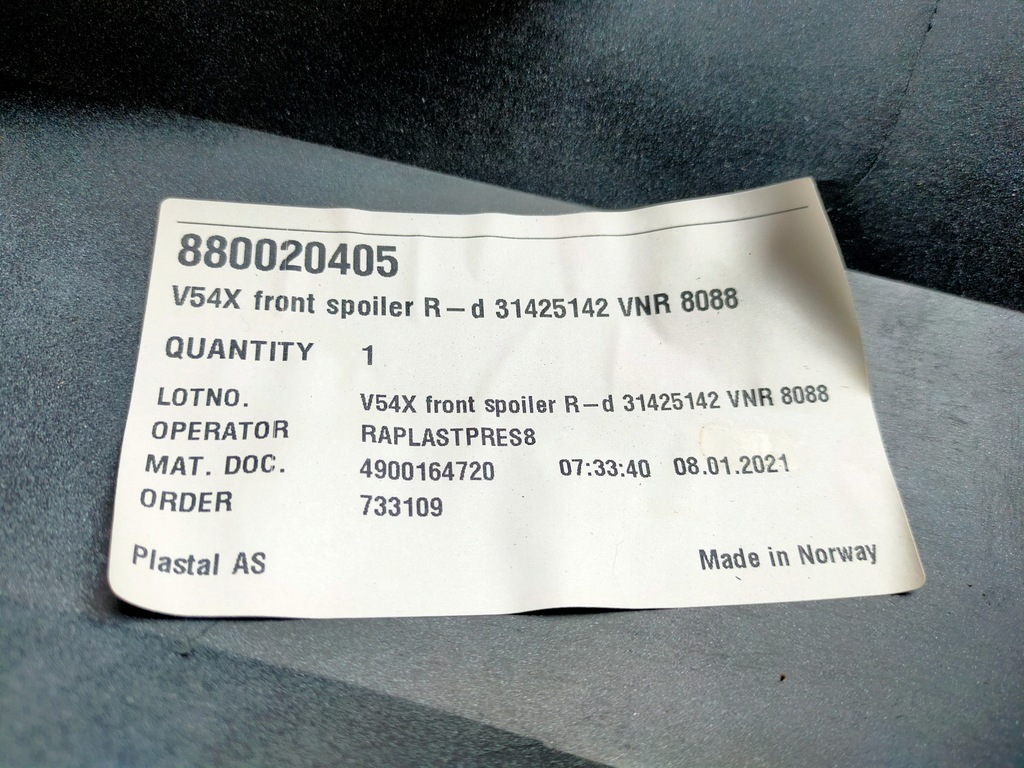 880020405
V54X front spoiler R–d 31425142 VNR 8088
QUANTITY 1
LOTNO. V54X front spoiler R–d 31425142 VNR 8088
OPERATOR RAPLASTPRES8
MAT. DOC. 4900164720 07:33:40 08.01.2021
ORDER 733109
Plastal AS Made in Norway